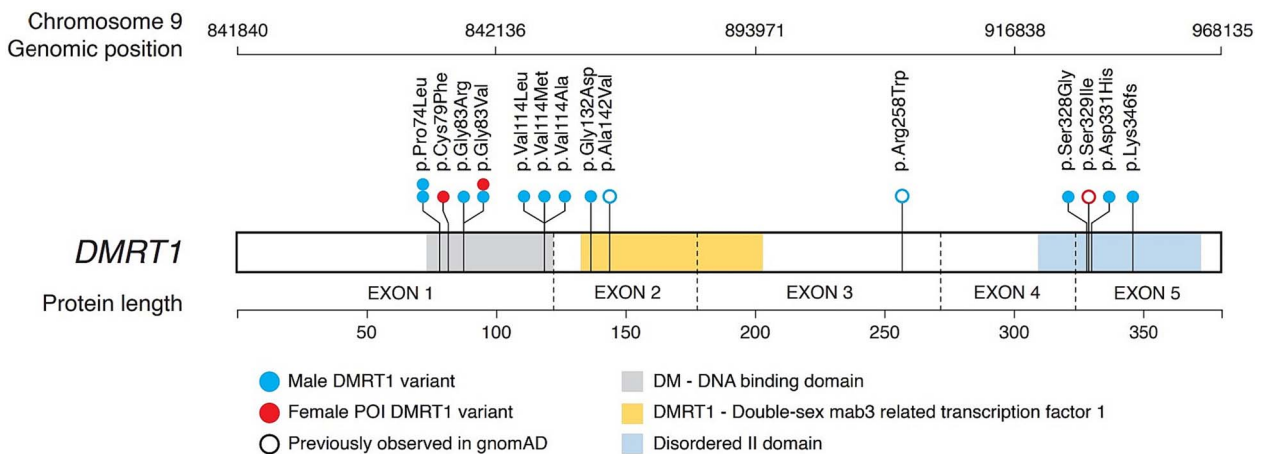 Chromosome 9
Genomic position
841840 842136 893971 916838 968135
p.Pro74Leu
p.Cys79Phe
p.Gly83Arg
p.Gly83Val
p.Val114Leu
p.Val114Met
p.Val114Ala
p.Gly132Asp
p.Ala142Val
p.Arg258Trp
p.Ser328Gly
p.Ser329Ile
p.Asp331His
p.Lys346fs
DMRT1
Protein length
EXON 1 EXON 2 EXON 3 EXON 4 EXON 5
50 100 150 200 250 300 350
Male DMRT1 variant
Female POI DMRT1 variant
Previously observed in gnomAD
DM - DNA binding domain
DMRT1 - Double-sex mab3 related transcription factor 1
Disordered II domain